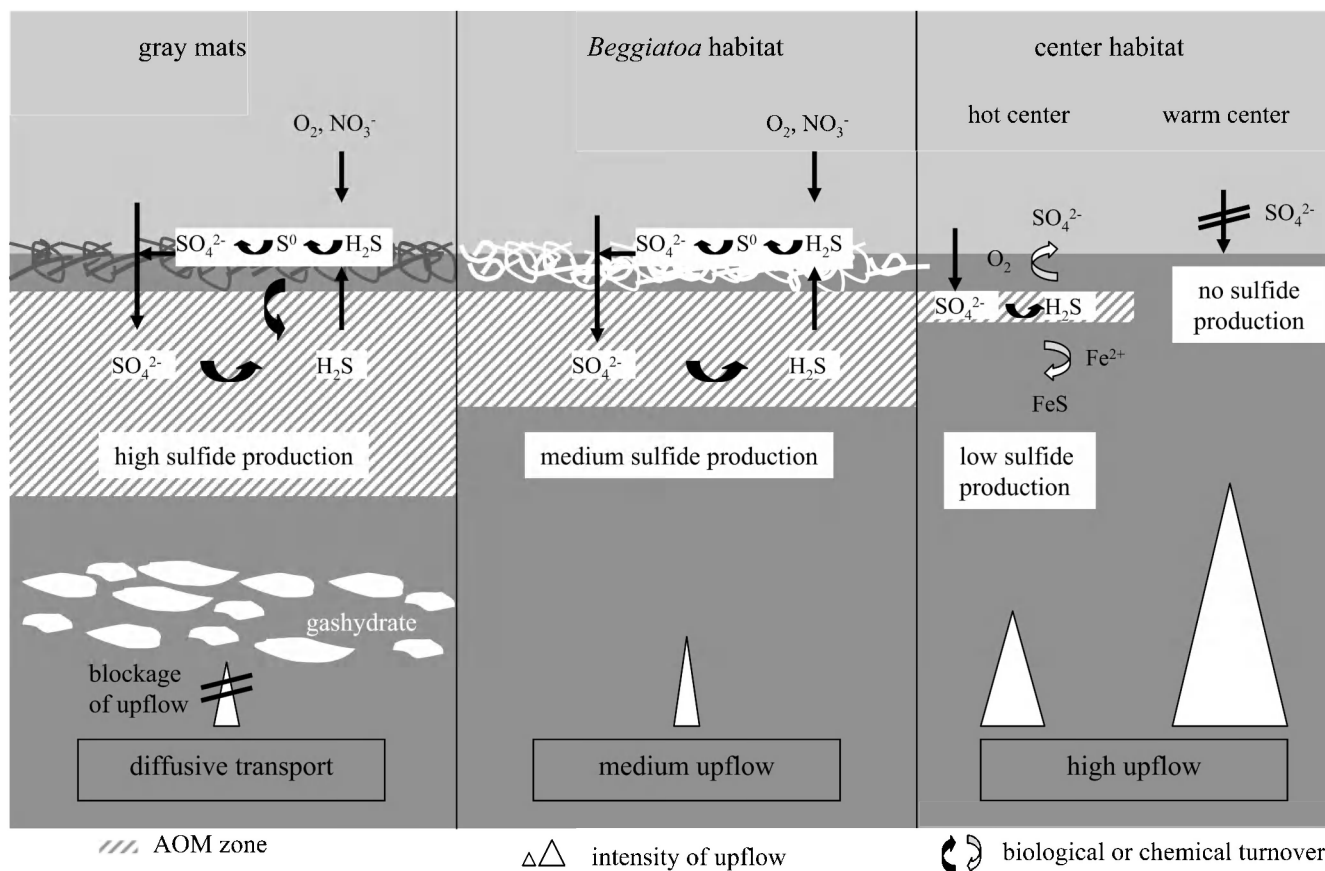 gray mats
Beggiatoa habitat
center habitat
hot center
warm center
O₂, NO₃⁻
O₂, NO₃⁻
SO₄²⁻ S⁰ H₂S
SO₄²⁻ S⁰ H₂S
SO₄²⁻
O₂
SO₄²⁻
SO₄²⁻ H₂S
no sulfide
production
SO₄²⁻ H₂S
SO₄²⁻ H₂S
Fe²⁺
FeS
high sulfide production
medium sulfide production
low sulfide
production
gashydrate
blockage
of upflow
diffusive transport
medium upflow
high upflow
AOM zone
intensity of upflow
biological or chemical turnover